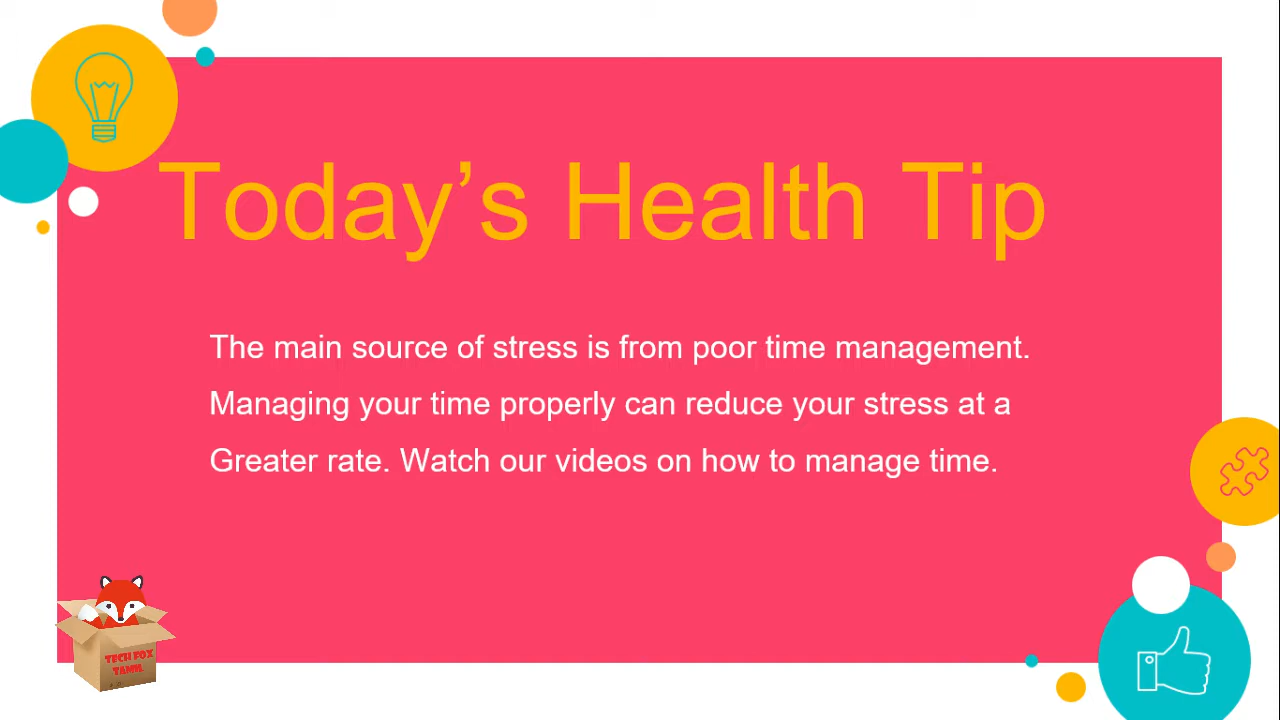 Today’s Health Tip
The main source of stress is from poor time management.
Managing your time properly can reduce your stress at a
Greater rate. Watch our videos on how to manage time.
TECH FOX
TAMIL